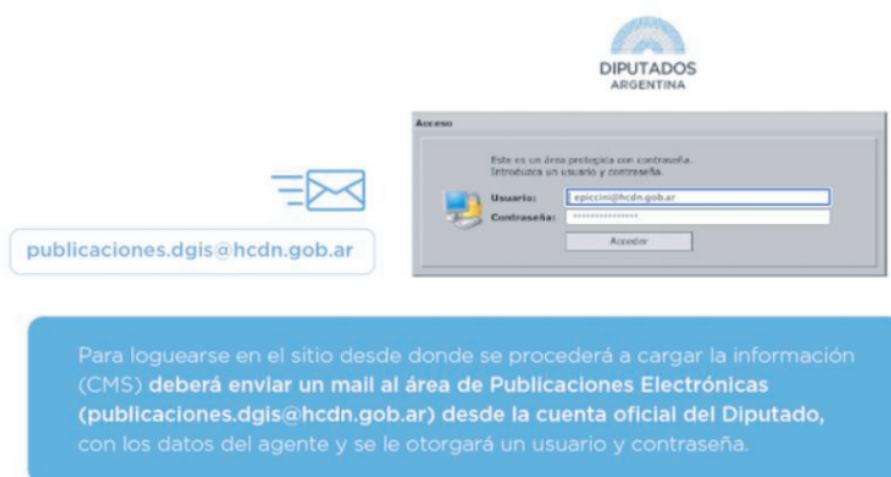 DIPUTADOS
ARGENTINA
Acceso
Este es un área protegida con contraseña.
Introduzca un usuario y contraseña.
Usuario: epiccini@hcdn.gob.ar
Contraseña: ***************
Acceder
publicaciones.dgis@hcdn.gob.ar
Para loguearse en el sitio desde donde se procederá a cargar la información
(CMS) deberá enviar un mail al área de Publicaciones Electrónicas
(publicaciones.dgis@hcdn.gob.ar) desde la cuenta oficial del Diputado,
con los datos del agente y se le otorgará un usuario y contraseña.